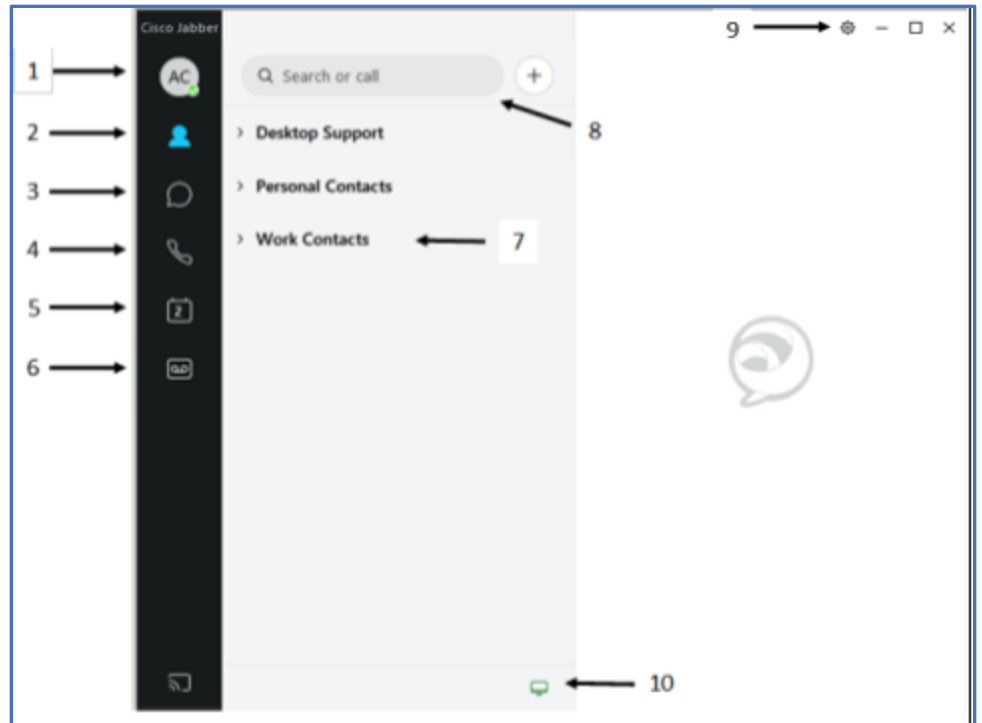 Cisco Jabber
9
1
AC
Search or call
2
Desktop Support
8
3
Personal Contacts
4
Work Contacts
7
5
2
6
10